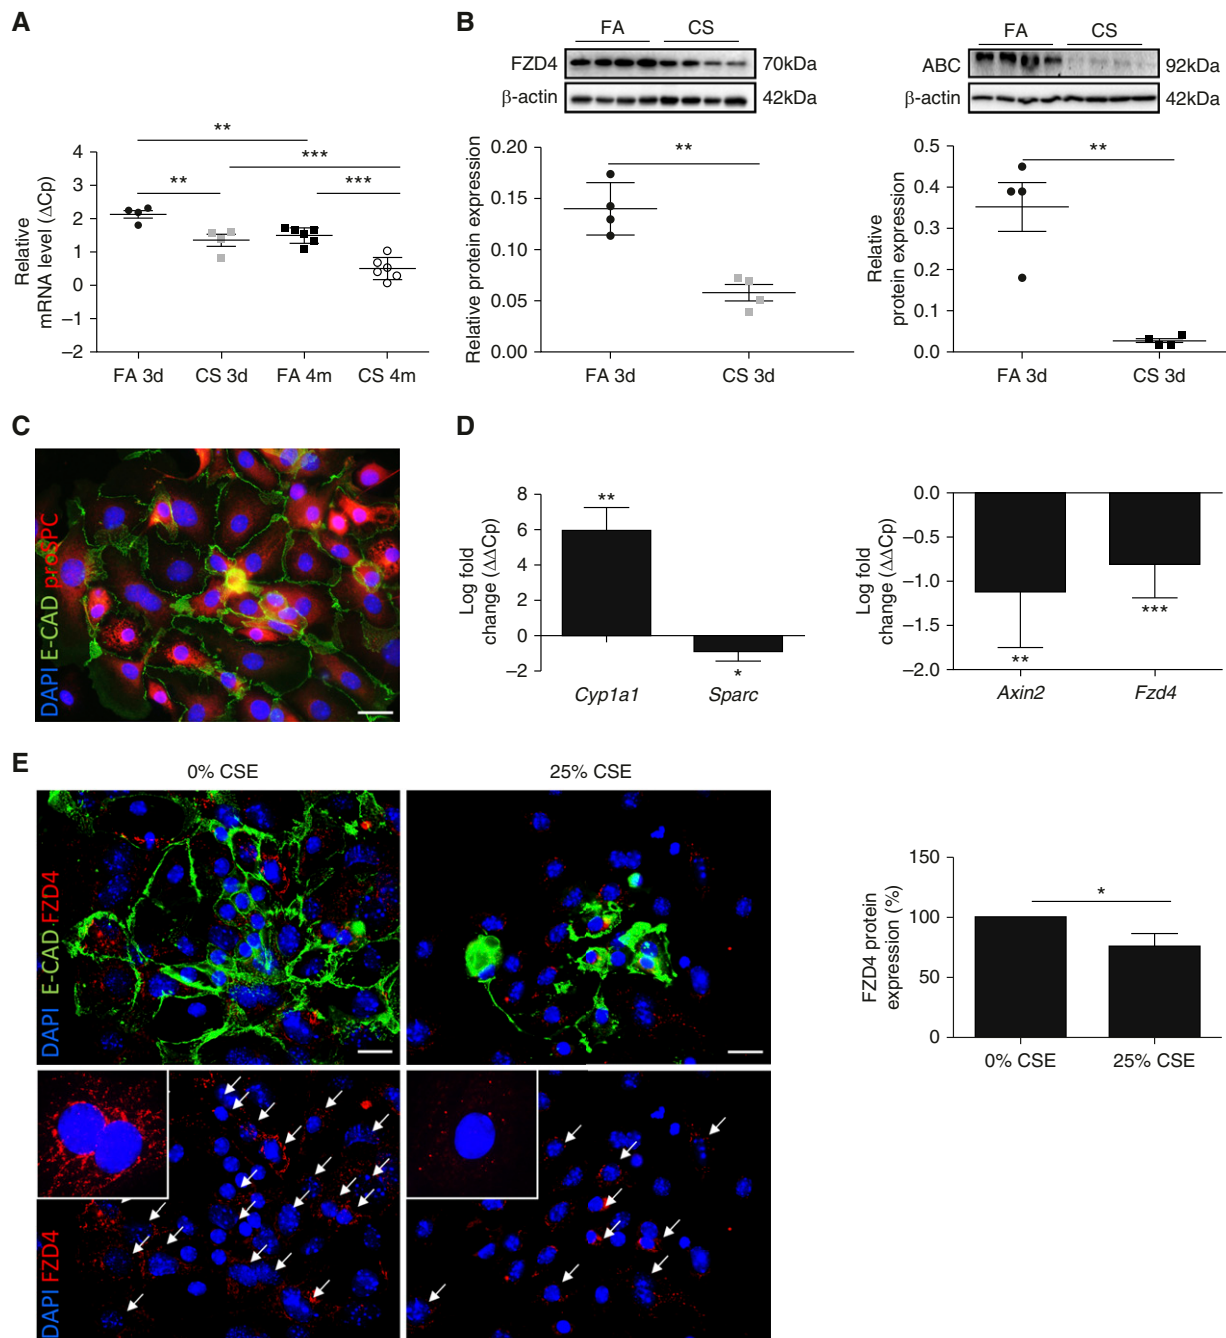 A
Relative
mRNA level (ΔCp)
4
3
2
1
0
–1
–2
**
***
**
***
FA 3d
CS 3d
FA 4m
CS 4m
B
FA
CS
FZD4
70kDa
β-actin
42kDa
Relative protein expression
0.20
0.15
0.10
0.05
0.00
**
FA 3d
CS 3d
FA
CS
ABC
92kDa
β-actin
42kDa
Relative
protein expression
0.5
0.4
0.3
0.2
0.1
0.0
**
FA 3d
CS 3d
C
DAPI E-CAD proSPC
D
Log fold
change (ΔΔCp)
8
6
4
2
0
–2
**
*
Cyp1a1
Sparc
Log fold
change (ΔΔCp)
0.0
–0.5
–1.0
–1.5
–2.0
**
***
Axin2
Fzd4
E
0% CSE
25% CSE
DAPI E-CAD FZD4
DAPI FZD4
FZD4 protein
expression (%)
150
100
50
0
*
0% CSE
25% CSE